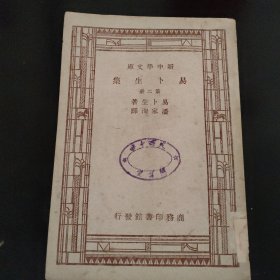 庫文學中新
集生卜易
冊二第
著生卜易
譯洵家潘
行發館書印務商